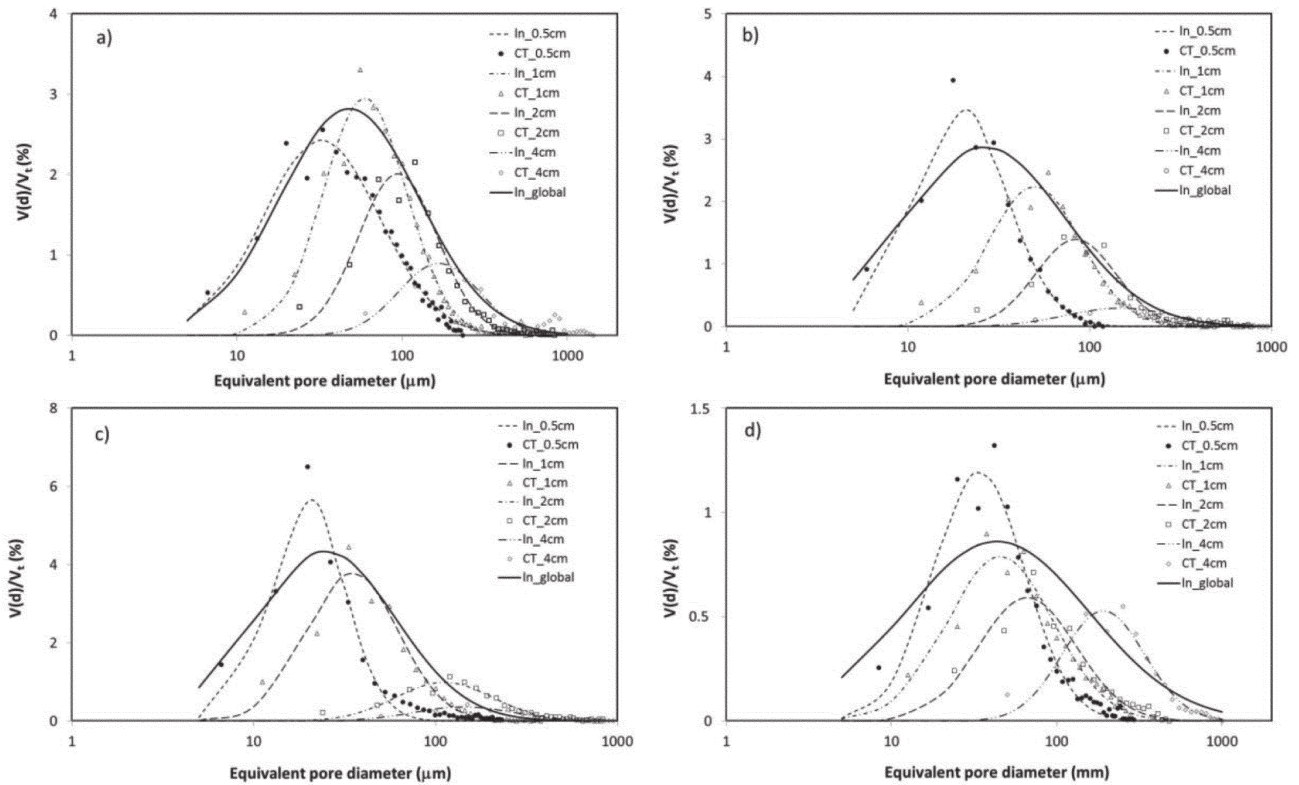 a)
V(d)/Vt (%)
4
3
2
1
0
1
10
100
1000
Equivalent pore diameter (μm)
ln_0.5cm
CT_0.5cm
ln_1cm
CT_1cm
ln_2cm
CT_2cm
ln_4cm
CT_4cm
ln_global
b)
V(d)/Vt (%)
5
4
3
2
1
0
1
10
100
1000
Equivalent pore diameter (μm)
ln_0.5cm
CT_0.5cm
ln_1cm
CT_1cm
ln_2cm
CT_2cm
ln_4cm
CT_4cm
ln_global
c)
V(d)/Vt (%)
8
6
4
2
0
1
10
100
1000
Equivalent pore diameter (μm)
ln_0.5cm
CT_0.5cm
ln_1cm
CT_1cm
ln_2cm
CT_2cm
ln_4cm
CT_4cm
ln_global
d)
V(d)/Vt (%)
1.5
1
0.5
0
1
10
100
1000
Equivalent pore diameter (mm)
ln_0.5cm
CT_0.5cm
ln_1cm
CT_1cm
ln_2cm
CT_2cm
ln_4cm
CT_4cm
ln_global